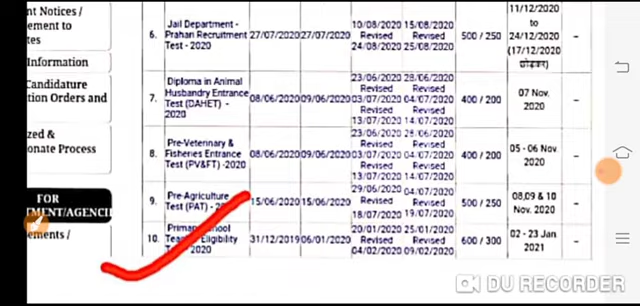 nt Notices /
ement to
tes
Information
Candidature
tion Orders and
zed &
onate Process
FOR
TMENT/AGENCIE
ements /
6.
Jail Department -
Prahari Recruitment
Test - 2020
27/07/2020
27/07/2020
10/08/2020
Revised
24/08/2020
15/08/2020
Revised
25/08/2020
500 / 250
11/12/2020
to
24/12/2020
(17/12/2020
छोड़कर)
-
7.
Diploma in Animal
Husbandry Entrance
Test (DAHET) -
2020
08/06/2020
09/06/2020
23/06/2020
Revised
03/07/2020
Revised
13/07/2020
28/06/2020
Revised
04/07/2020
Revised
14/07/2020
400 / 200
07 Nov.
2020
-
8.
Pre-Veterinary &
Fisheries Entrance
Test (PV&FT) -2020
08/06/2020
09/06/2020
23/06/2020
Revised
03/07/2020
Revised
13/07/2020
28/06/2020
Revised
04/07/2020
Revised
14/07/2020
400 / 200
05 - 06 Nov.
2020
-
9.
Pre-Agriculture
Test (PAT) -
15/06/2020
15/06/2020
29/06/2020
Revised
18/07/2020
04/07/2020
Revised
19/07/2020
500 / 250
08,09 & 10
Nov. 2020
-
10.
Primary School
Eligibility
2020
31/12/2019
06/01/2020
20/01/2020
Revised
04/02/2020
25/01/2020
Revised
09/02/2020
600 / 300
02 - 23 Jan.
2021
-
DU RECORDER